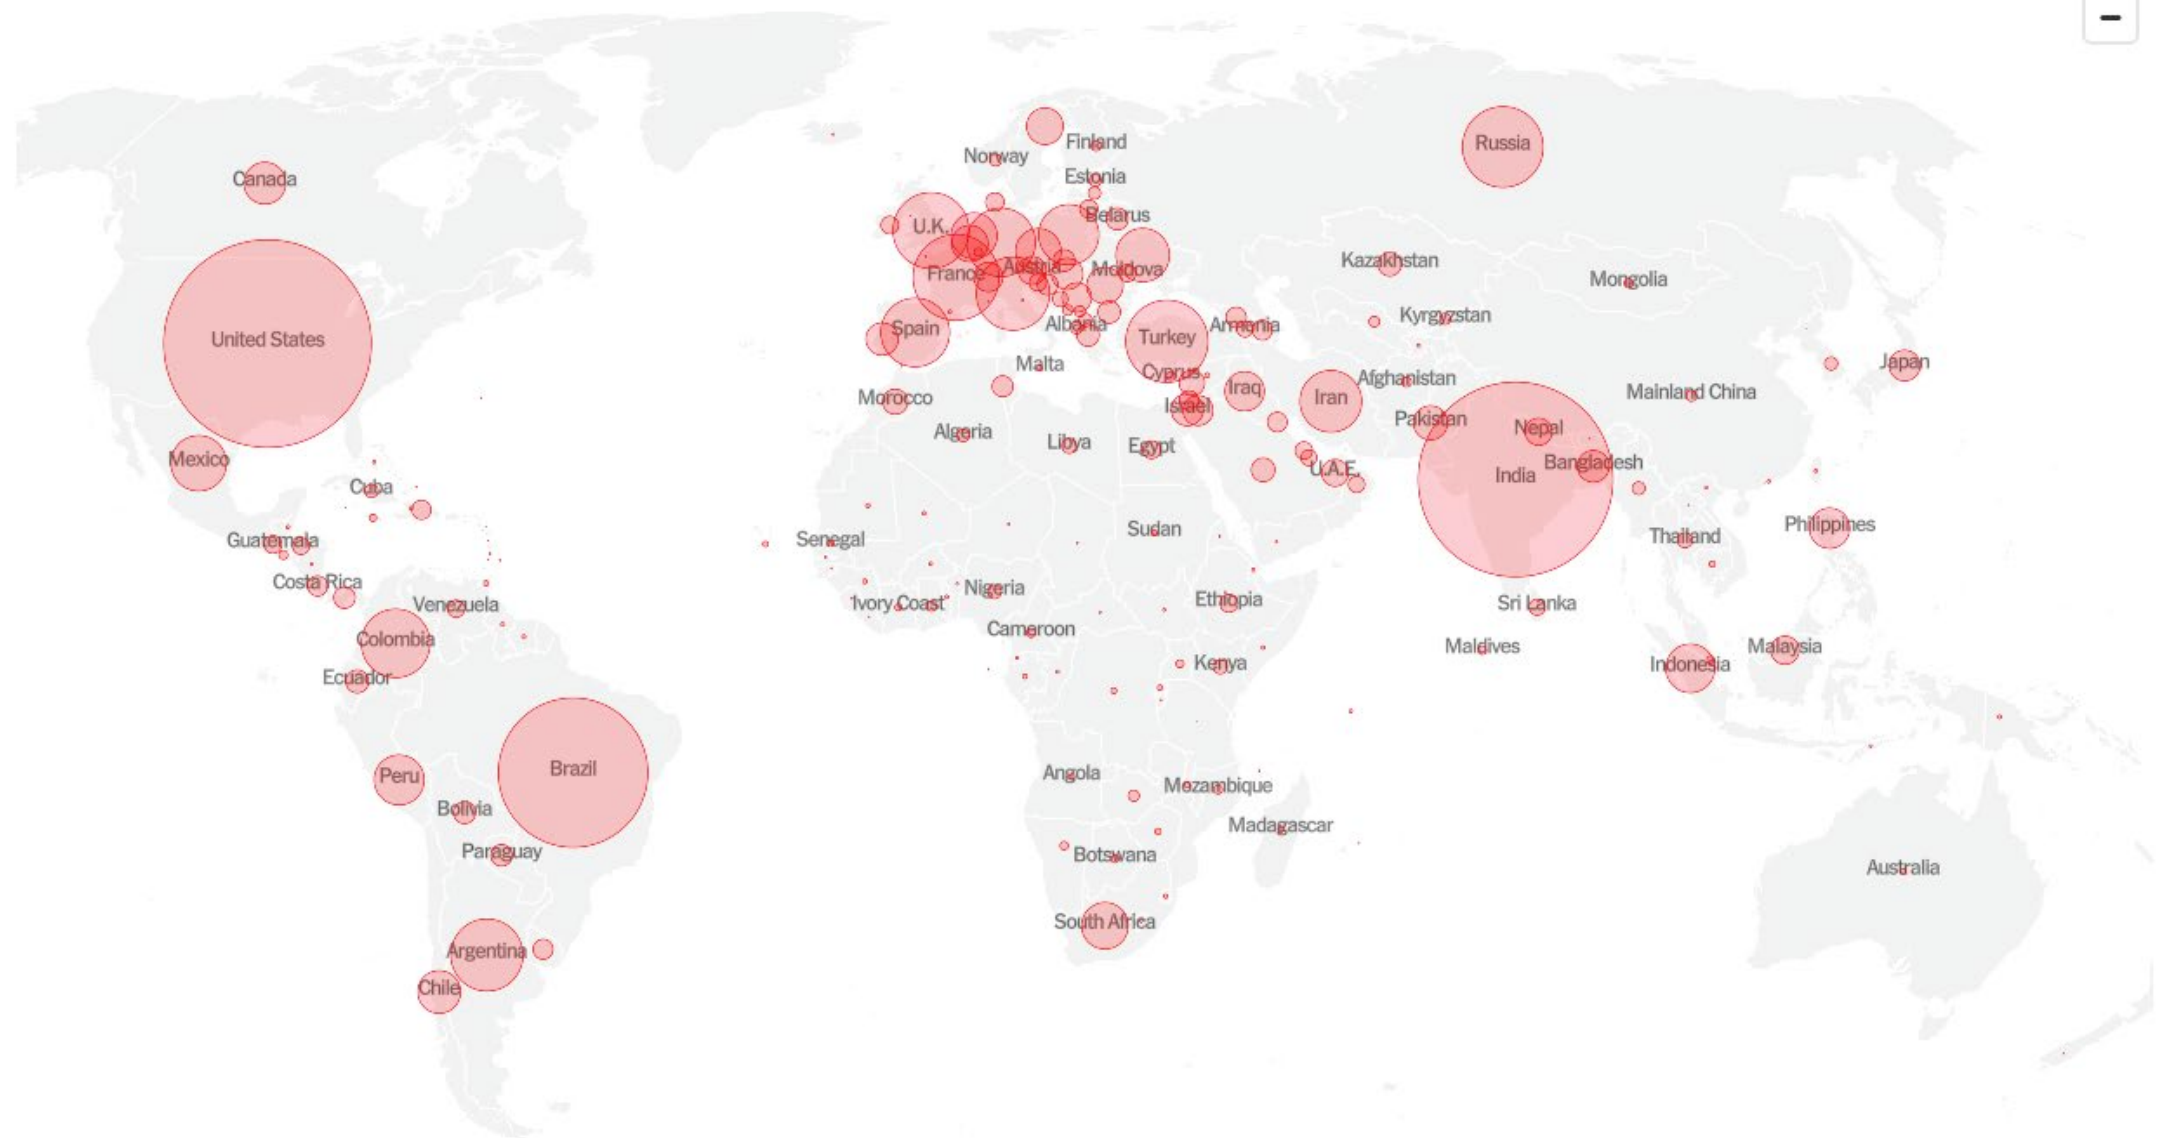 Finland
Norway
Russia
Estonia
Canada
Belarus
U.K.
Kazakhstan
Austria
Moldova
France
Mongolia
Kyrgyzstan
Albania
Armenia
Spain
Turkey
United States
Malta
Japan
Cyprus
Afghanistan
Iraq
Mainland China
Morocco
Iran
Israel
Pakistan
Nepal
Algeria
Libya
Egypt
Mexico
Bangladesh
U.A.E.
India
Cuba
Philippines
Sudan
Thailand
Senegal
Guatemala
Costa Rica
Nigeria
Ethiopia
Ivory Coast
Sri Lanka
Venezuela
Cameroon
Colombia
Maldives
Malaysia
Kenya
Indonesia
Ecuador
Brazil
Angola
Peru
Mozambique
Bolivia
Madagascar
Paraguay
Botswana
Australia
South Africa
Argentina
Chile